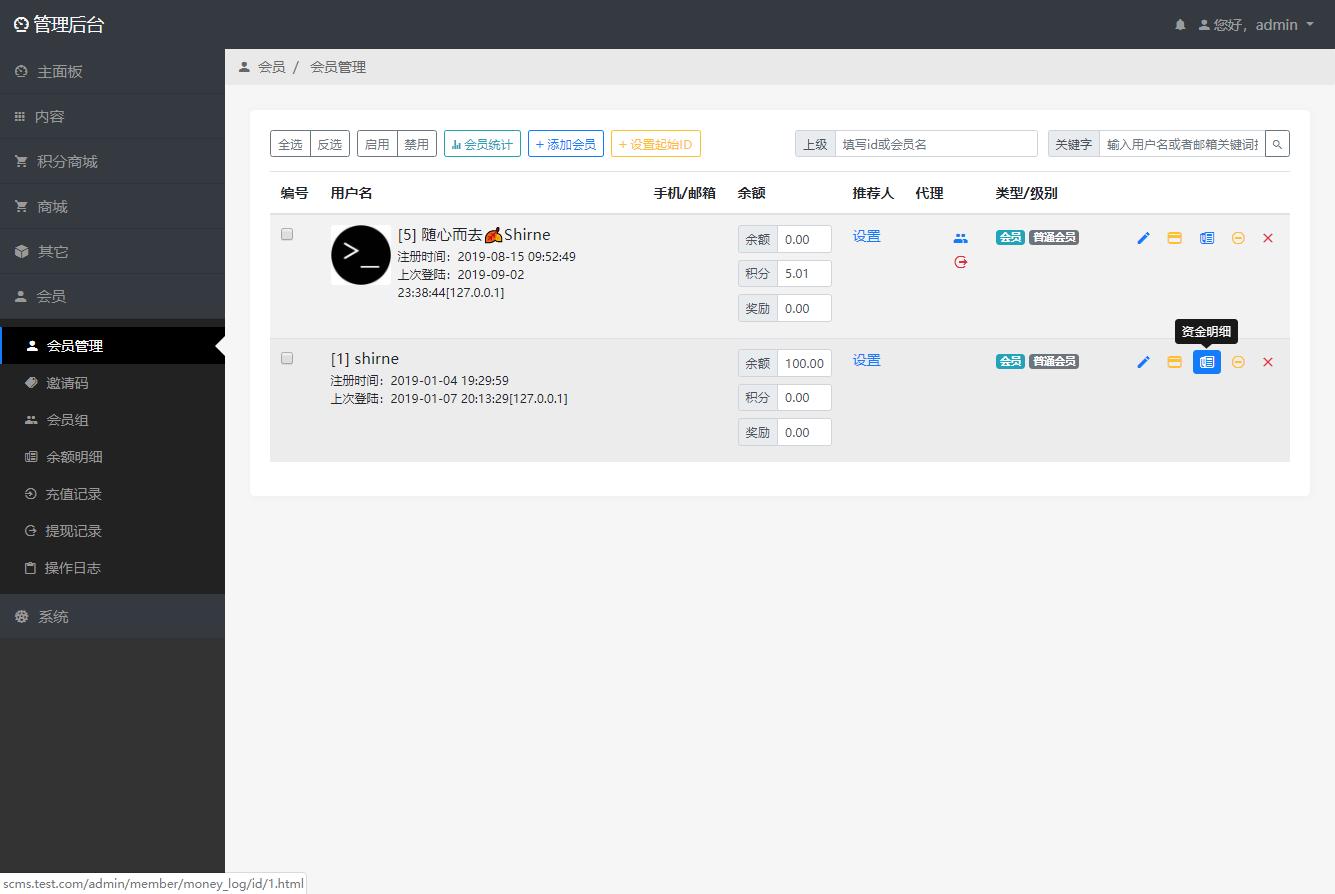 管理后台
您好，admin
主面板
内容
积分商城
商城
其它
会员
会员管理
邀请码
会员组
余额明细
充值记录
提现记录
操作日志
系统
会员 / 会员管理
全选 反选 启用 禁用 会员统计 + 添加会员 + 设置起始ID 上级 填写id或会员名 关键字 输入用户名或者邮箱关键词搜
编号 用户名 手机/邮箱 余额 推荐人 代理 类型/级别
[5] 随心而去🍂Shirne
注册时间：2019-08-15 09:52:49
上次登陆：2019-09-02
23:38:44[127.0.0.1]
余额 0.00
积分 5.01
奖励 0.00
设置
会员 普通会员
资金明细
[1] shirne
注册时间：2019-01-04 19:29:59
上次登陆：2019-01-07 20:13:29[127.0.0.1]
余额 100.00
积分 0.00
奖励 0.00
设置
会员 普通会员
scms.test.com/admin/member/money_log/id/1.html